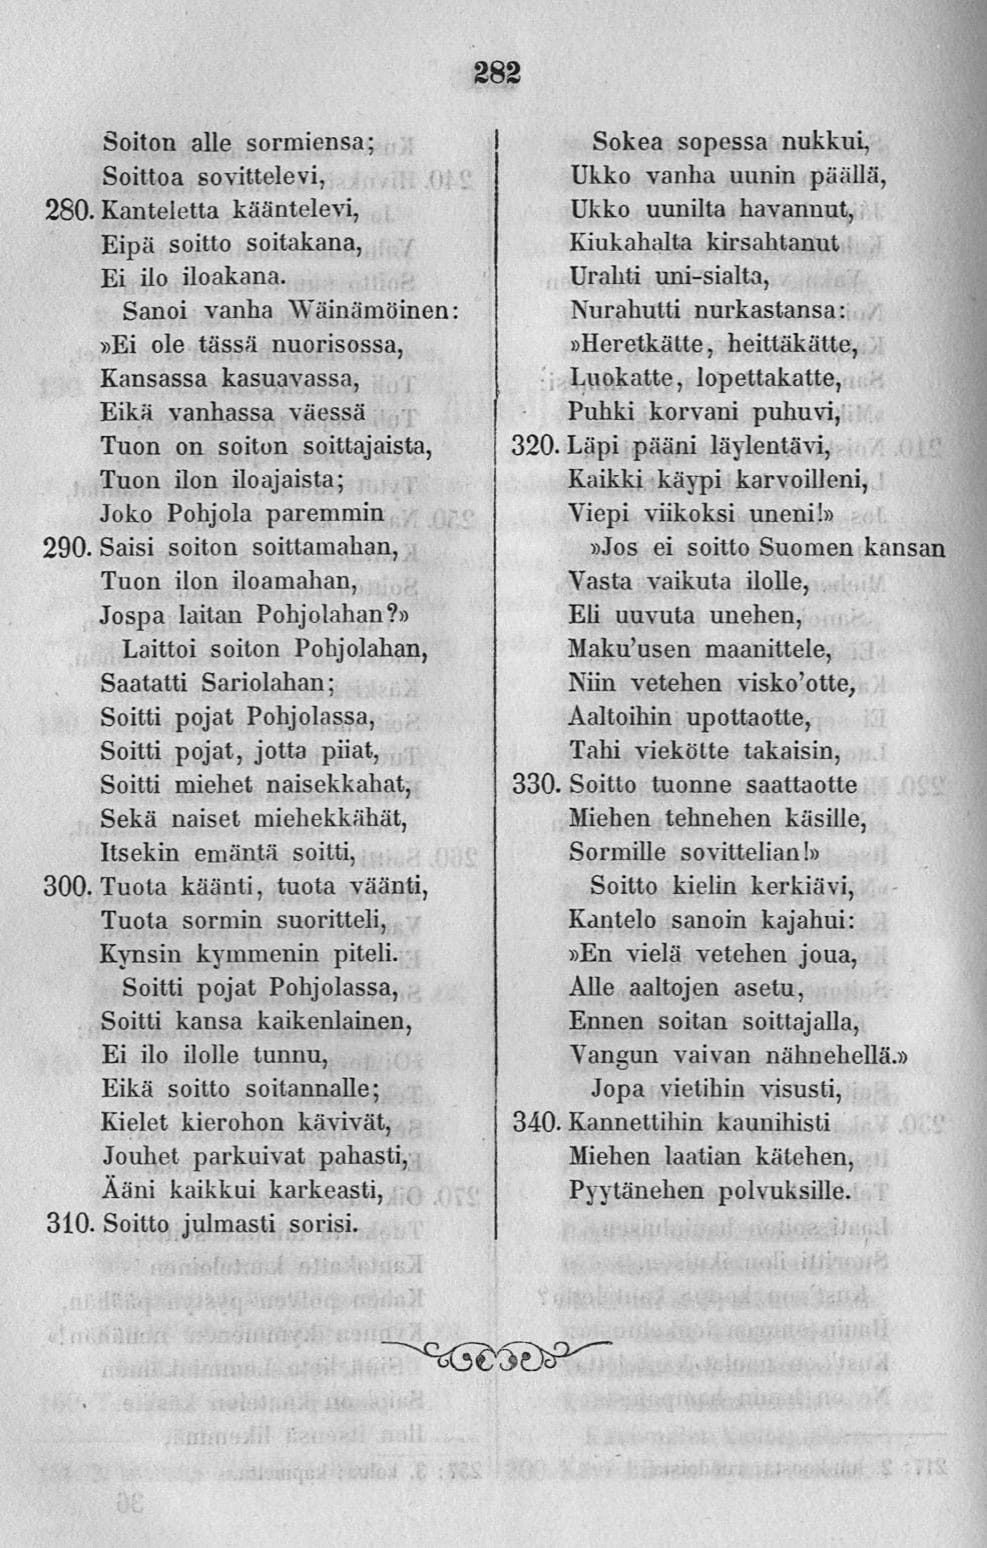 282
Soiton alle sormiensa;
Soittoa sovittelevi,
280. Kanteletta kääntelevi,
Eipä soitto soitakana,
Ei ilo iloakana.
Sanoi vanha Wäinämöinen:
»Ei ole tässä nuorisossa,
Kansassa kasuavassa,
Eikä vanhassa väessä
Tuon on soiton soittajaista,
Tuon ilon iloajaista;
Joko Pohjola paremmin
290. Saisi soiton soittamahan,
Tuon ilon iloamahan,
Jospa laitan Pohjolahan?»
Laittoi soiton Pohjolahan,
Saatatti Sariolahan;
Soitti pojat Pohjolassa,
Soitti pojat, jotta piiat,
Soitti miehet naisekkahat,
Sekä naiset miehekkähät,
Itsekin emäntä soitti,
300. Tuota käänti, tuota väänti,
Tuota sormin suoritteli,
Kynsin kymmenin piteli.
Soitti pojat Pohjolassa,
Soitti kansa kaikenlainen,
Ei ilo ilolle tunnu,
Eikä soitto soitannalle;
Kielet kierohon kävivät,
Jouhet parkuivat pahasti,
Ääni kaikkui karkeasti,
310. Soitto julmasti sorisi.
Sokea sopessa nukkui,
Ukko vanha uunin päällä,
Ukko uunilta havannut,
Kiukahalta kirsahtanut
Urahti uni-sialta,
Nurahutti nurkastansa:
»Heretkätte, heittäkätte,
Luokatte, lopettakatte,
Puhki korvani puhuvi,
320. Läpi pääni läylentävi,
Kaikki käypi karvoilleni,
Viepi viikoksi uneni!»
»Jos ei soitto Suomen kansan
Vasta vaikuta ilolle,
Eli uuvuta unehen,
Maku'usen maanittele,
Niin vetehen visko'otte,
Aaltoihin upottaotte,
Tahi viekötte takaisin,
330. Soitto tuonne saattaotte
Miehen tehnehen käsille,
Sormille sovittelian!»
Soitto kielin kerkiävi,
Kantelo sanoin kajahui:
»En vielä vetehen joua,
Alle aaltojen asetu,
Ennen soitan soittajalla,
Vangun vaivan nähnehellä.»
Jopa vietihin visusti,
340. Kannettihin kaunihisti
Miehen laatian kätehen,
Pyytänehen polvuksille.